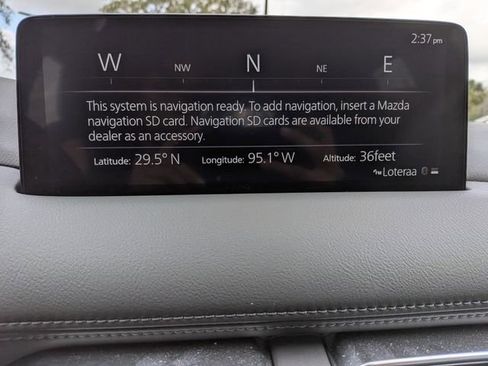 2:37 pm
W NW N NE E
This system is navigation ready. To add navigation, insert a Mazda
navigation SD card. Navigation SD cards are available from your
dealer as an accessory.
Latitude: 29.5° N Longitude: 95.1° W Altitude: 36feet
Loteraa